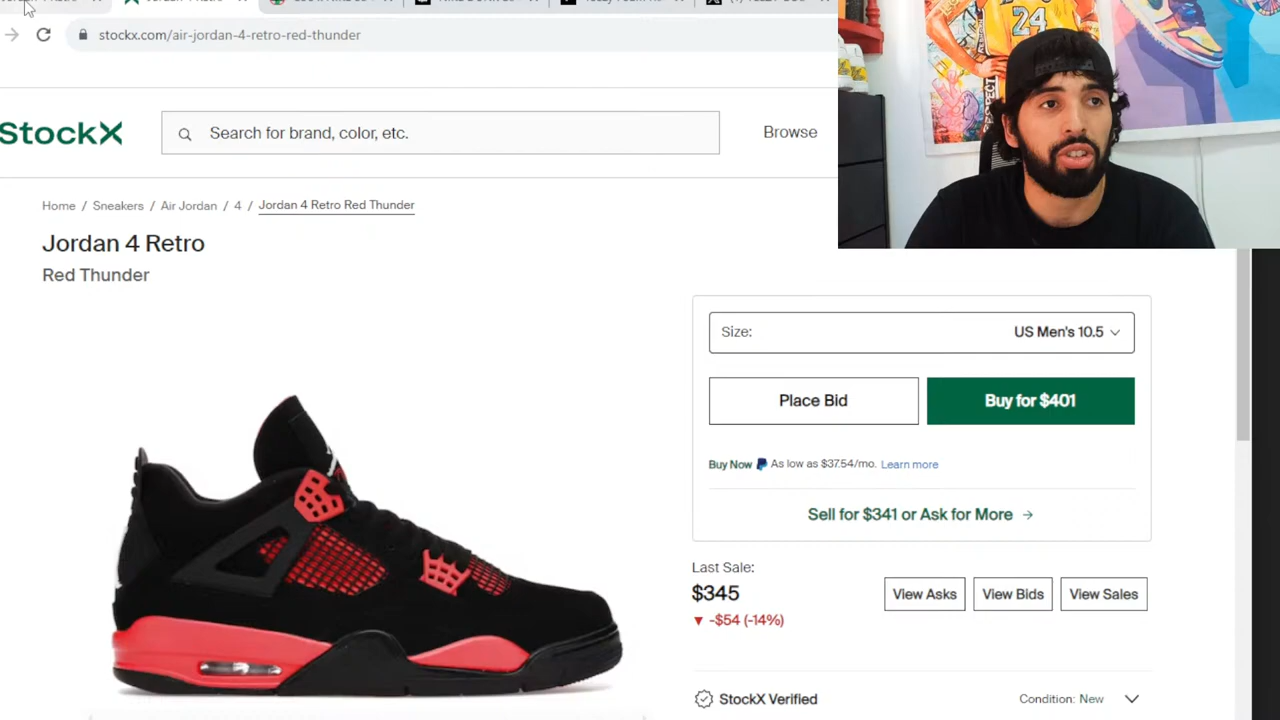 stockx.com/air-jordan-4-retro-red-thunder
24
StockX
Search for brand, color, etc.
Browse
Home / Sneakers / Air Jordan / 4 / Jordan 4 Retro Red Thunder
Jordan 4 Retro
Red Thunder
Size: US Men's 10.5
Place Bid
Buy for $401
Buy Now As low as $37.54/mo. Learn more
Sell for $341 or Ask for More →
Last Sale:
$345
▼ -$54 (-14%)
View Asks
View Bids
View Sales
StockX Verified
Condition: New